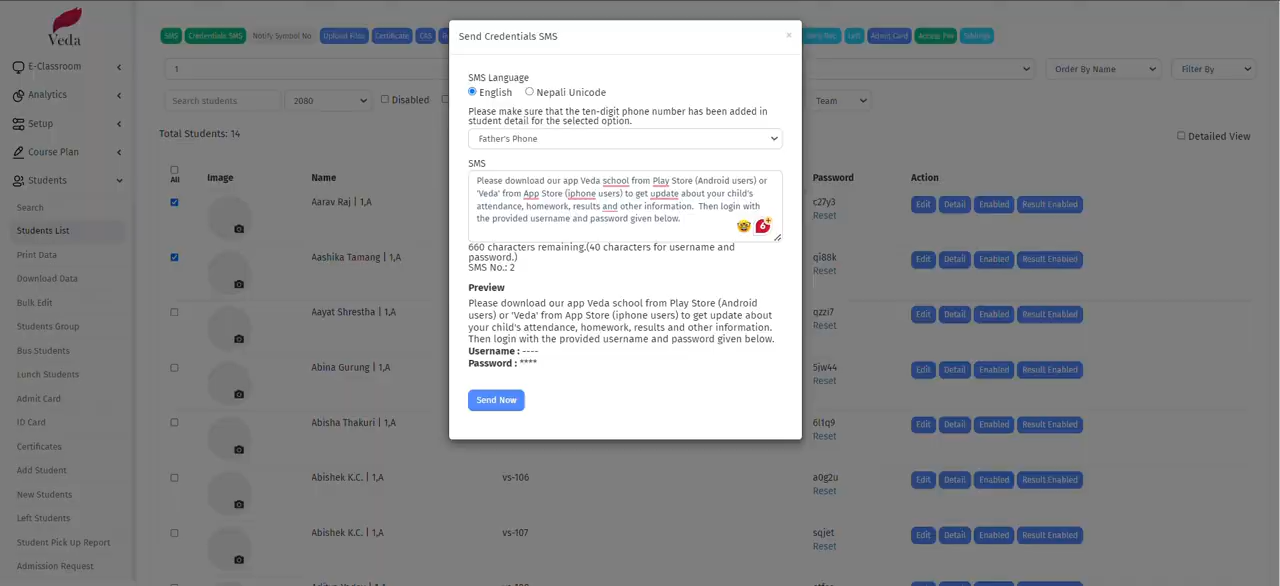 Veda
E-Classroom
Analytics
Setup
Course Plan
Students
Search
Students List
Print Data
Download Data
Bulk Edit
Students Group
Bus Students
Lunch Students
Admit Card
ID Card
Certificates
Add Student
New Students
Left Students
Student Pick Up Report
Admission Request
SMS Credentials SMS Notify Symbol No Upload Files Certificate Left Admit Card
1 Order By Name Filter By
Search students 2080 Disabled Team
Total Students: 14 Detailed View
All Image Name Password Action
Aarav Raj | 1,A c27y3 Edit Detail Enabled Result Enabled
Reset
Aashika Tamang | 1,A qi88k Edit Detail Enabled Result Enabled
Reset
Aayat Shrestha | 1,A qzzi7 Edit Detail Enabled Result Enabled
Reset
Abina Gurung | 1,A 5jw44 Edit Detail Enabled Result Enabled
Reset
Abisha Thakuri | 1,A 6l1q9 Edit Detail Enabled Result Enabled
Reset
Abishek K.C. | 1,A vs-106 a0g2u Edit Detail Enabled Result Enabled
Reset
Abishek K.C. | 1,A vs-107 sqjet Edit Detail Enabled Result Enabled
Reset
Send Credentials SMS ×
SMS Language
English Nepali Unicode
Please make sure that the ten-digit phone number has been added in
student detail for the selected option.
Father's Phone
SMS
Please download our app Veda school from Play Store (Android users) or
'Veda' from App Store (iphone users) to get update about your child's
attendance, homework, results and other information. Then login with
the provided username and password given below.
6
660 characters remaining.(40 characters for username and
password.)
SMS No.: 2
Preview
Please download our app Veda school from Play Store (Android
users) or 'Veda' from App Store (iphone users) to get update about
your child's attendance, homework, results and other information.
Then login with the provided username and password given below.
Username : ----
Password : ****
Send Now